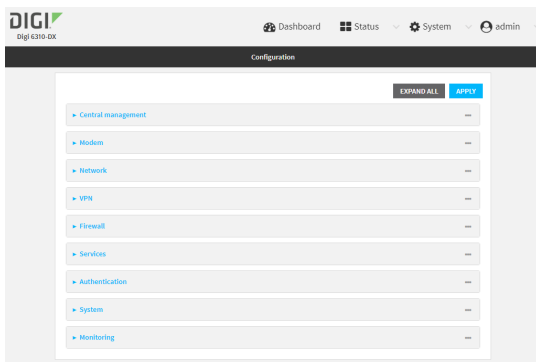 DIGI
Digi 6310-DX
Dashboard Status System admin
Configuration
EXPAND ALL APPLY
Central management
Modem
Network
VPN
Firewall
Services
Authentication
System
Monitoring